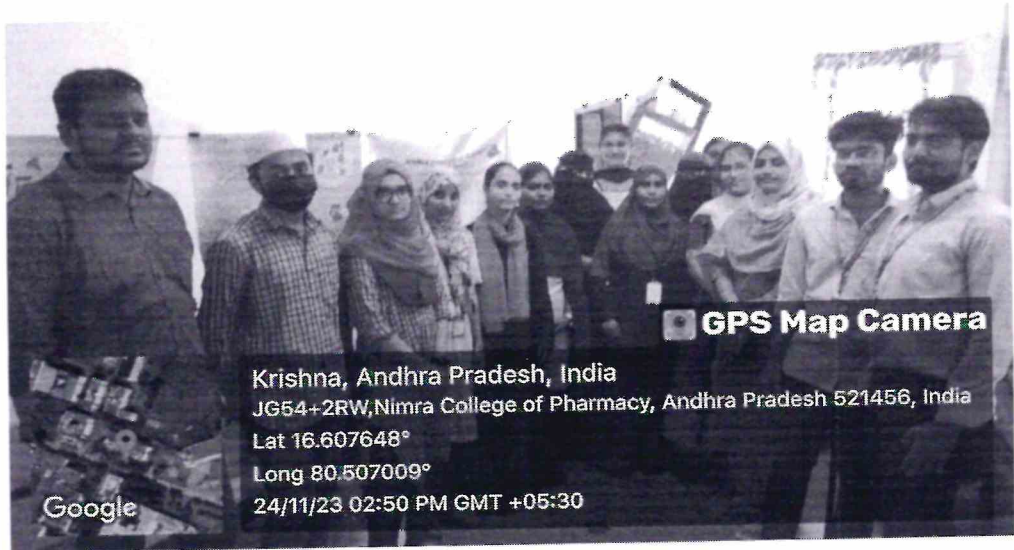 GPS Map Camera
Krishna, Andhra Pradesh, India
JG54+2RW,Nimra College of Pharmacy, Andhra Pradesh 521456, India
Lat 16.607648°
Long 80.507009°
24/11/23 02:50 PM GMT +05:30
Google